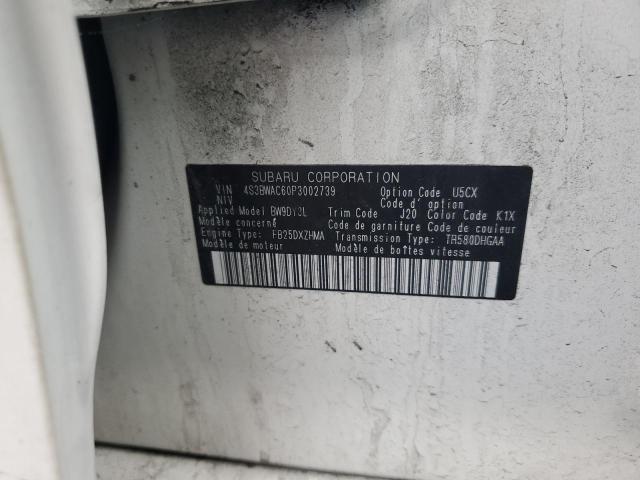 SUBARU CORPORATION
VIN 4S3BWAC60P3002739 Option Code U5CX
NIV Code d' option
Applied Model BW9DY3L Trim Code J20 Color Code K1X
Modèle concerné Code de garniture Code de couleur
Engine Type FB25DXZHMA Transmission Type TR580DHGAA
Modèle de moteur Modèle de boîtes vitesse